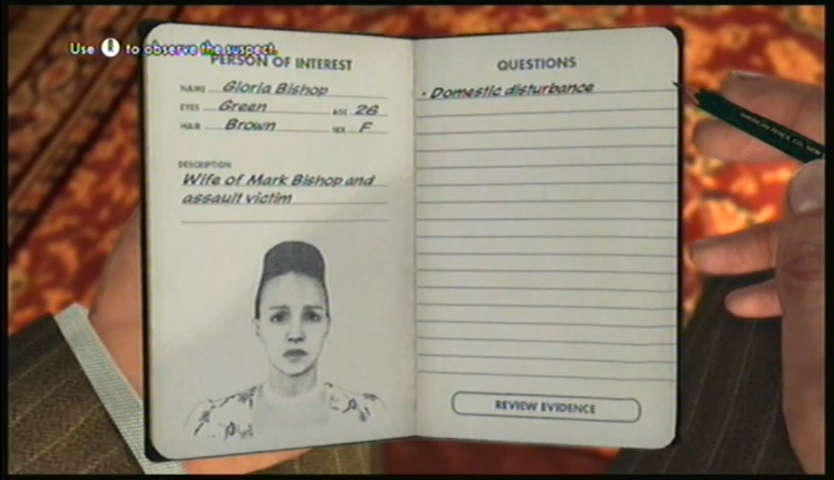 Use R to observe the suspect.
PERSON OF INTEREST
NAME Gloria Bishop
EYES Green AGE 26
HAIR Brown SEX F
DESCRIPTION
Wife of Mark Bishop and
assault victim
QUESTIONS
• Domestic disturbance
REVIEW EVIDENCE